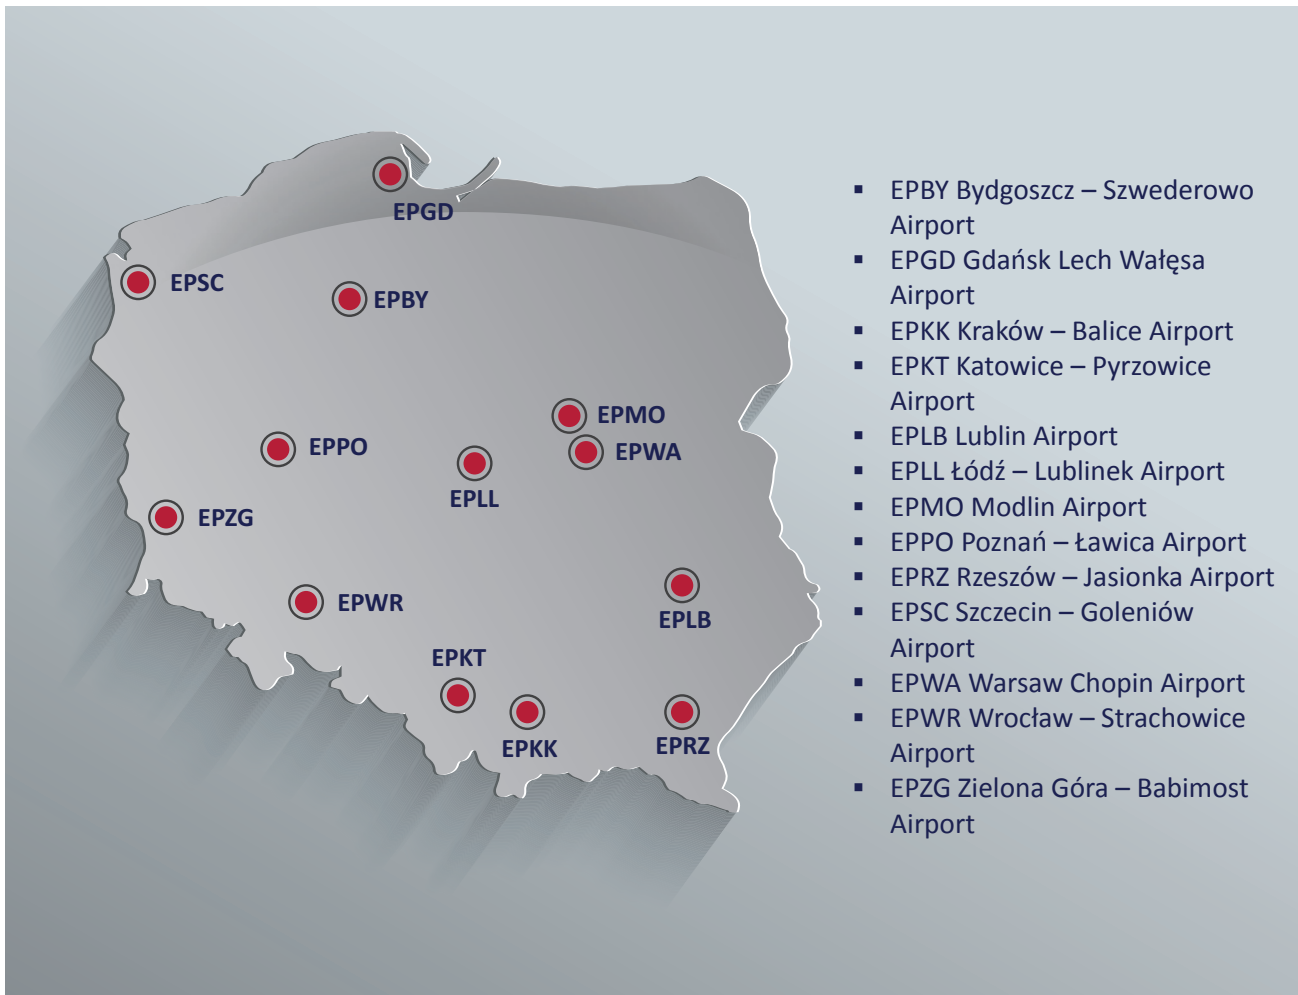 EPGD
EPSC
EPBY
EPMO
EPPO
EPWA
EPLL
EPZG
EPWR
EPLB
EPKT
EPKK
EPRZ
▪ EPBY Bydgoszcz – Szwederowo
Airport
▪ EPGD Gdańsk Lech Wałęsa
Airport
▪ EPKK Kraków – Balice Airport
▪ EPKT Katowice – Pyrzowice
Airport
▪ EPLB Lublin Airport
▪ EPLL Łódź – Lublinek Airport
▪ EPMO Modlin Airport
▪ EPPO Poznań – Ławica Airport
▪ EPRZ Rzeszów – Jasionka Airport
▪ EPSC Szczecin – Goleniów
Airport
▪ EPWA Warsaw Chopin Airport
▪ EPWR Wrocław – Strachowice
Airport
▪ EPZG Zielona Góra – Babimost
Airport